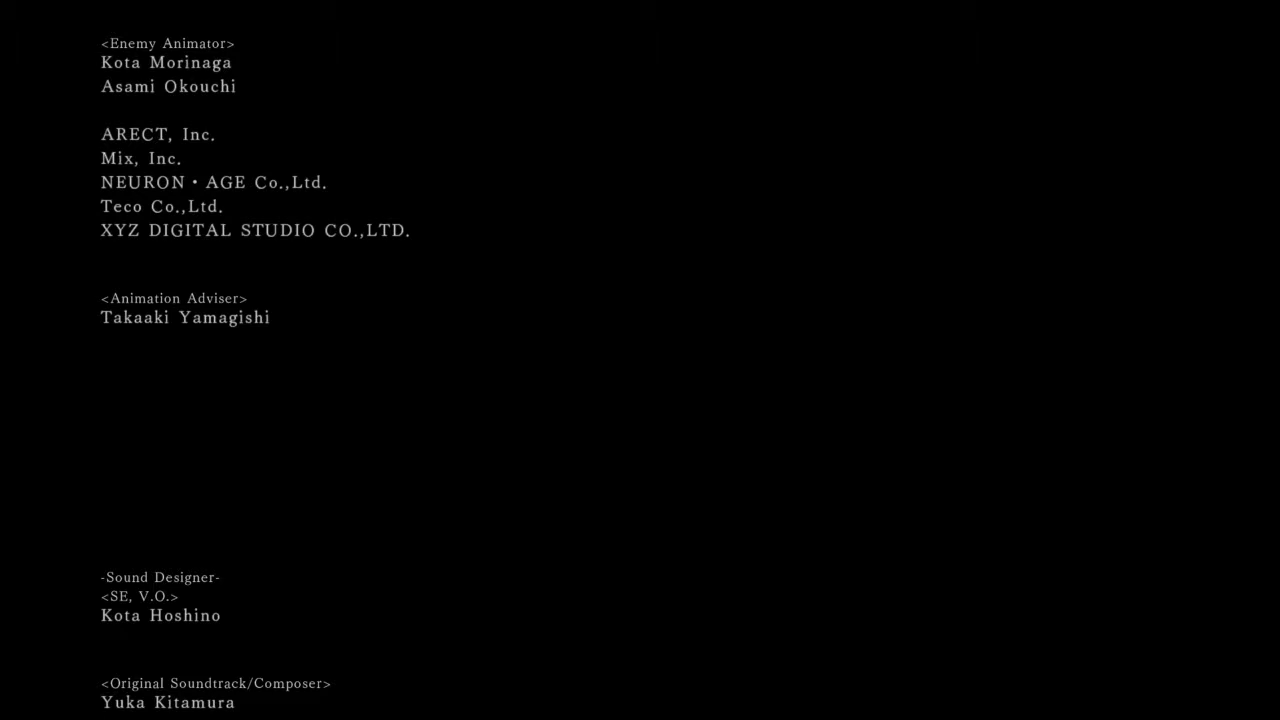 <Enemy Animator>
Kota Morinaga
Asami Okouchi
ARECT, Inc.
Mix, Inc.
NEURON・AGE Co.,Ltd.
Teco Co.,Ltd.
XYZ DIGITAL STUDIO CO.,LTD.
<Animation Adviser>
Takaaki Yamagishi
-Sound Designer-
<SE, V.O.>
Kota Hoshino
<Original Soundtrack/Composer>
Yuka Kitamura